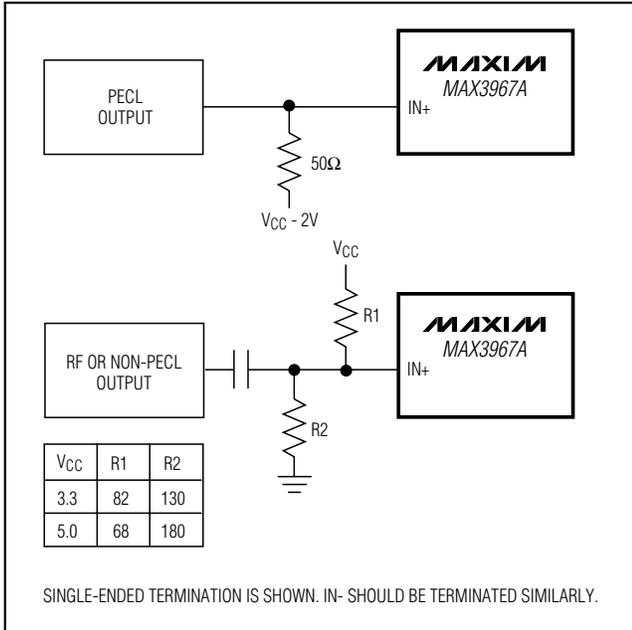 PECL
OUTPUT
MAXIM
MAX3967A
IN+
50Ω
VCC - 2V
VCC
R1
RF OR NON-PECL
OUTPUT
MAXIM
MAX3967A
IN+
R2
VCC R1 R2
3.3 82 130
5.0 68 180
SINGLE-ENDED TERMINATION IS SHOWN. IN- SHOULD BE TERMINATED SIMILARLY.